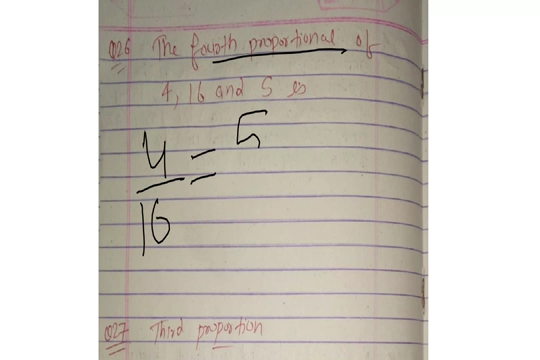 Q26 The fourth proportional of
4, 16 and 5 is
4/16 = 5
Q27 Third proportion